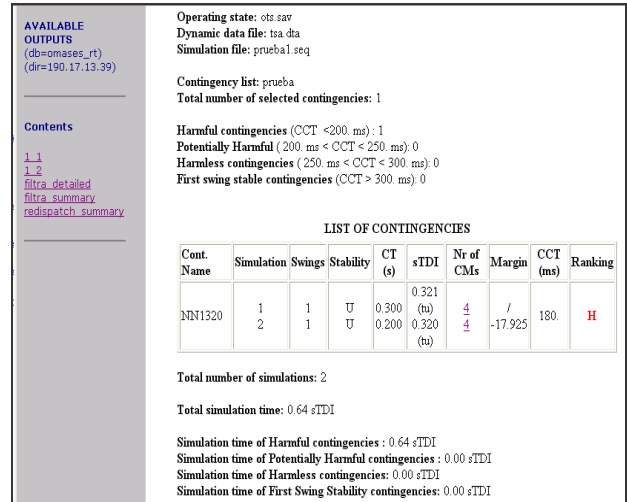 AVAILABLE
OUTPUTS
(db=omases_rt)
(dir=190.17.13.39)
Contents
1_1
1_2
filtra_detailed
filtra_summary
redispatch_summary
Operating state: ots.sav
Dynamic data file: tsa.dta
Simulation file: prueba1.seq
Contingency list: prueba
Total number of selected contingencies: 1
Harmful contingencies (CCT <200. ms) : 1
Potentially Harmful ( 200. ms < CCT < 250. ms): 0
Harmless contingencies ( 250. ms < CCT < 300. ms): 0
First swing stable contingencies (CCT > 300. ms): 0
LIST OF CONTINGENCIES
Cont. Name Simulation Swings Stability CT (s) sTDI Nr of CMs Margin CCT (ms) Ranking
NN1320 1 1 U 0.300 0.321 (tu) 4 / 180. H
2 1 U 0.200 0.320 (tu) 4 -17.925
Total number of simulations: 2
Total simulation time: 0.64 sTDI
Simulation time of Harmful contingencies : 0.64 sTDI
Simulation time of Potentially Harmful contingencies : 0.00 sTDI
Simulation time of Harmless contingencies: 0.00 sTDI
Simulation time of First Swing Stability contingencies: 0.00 sTDI